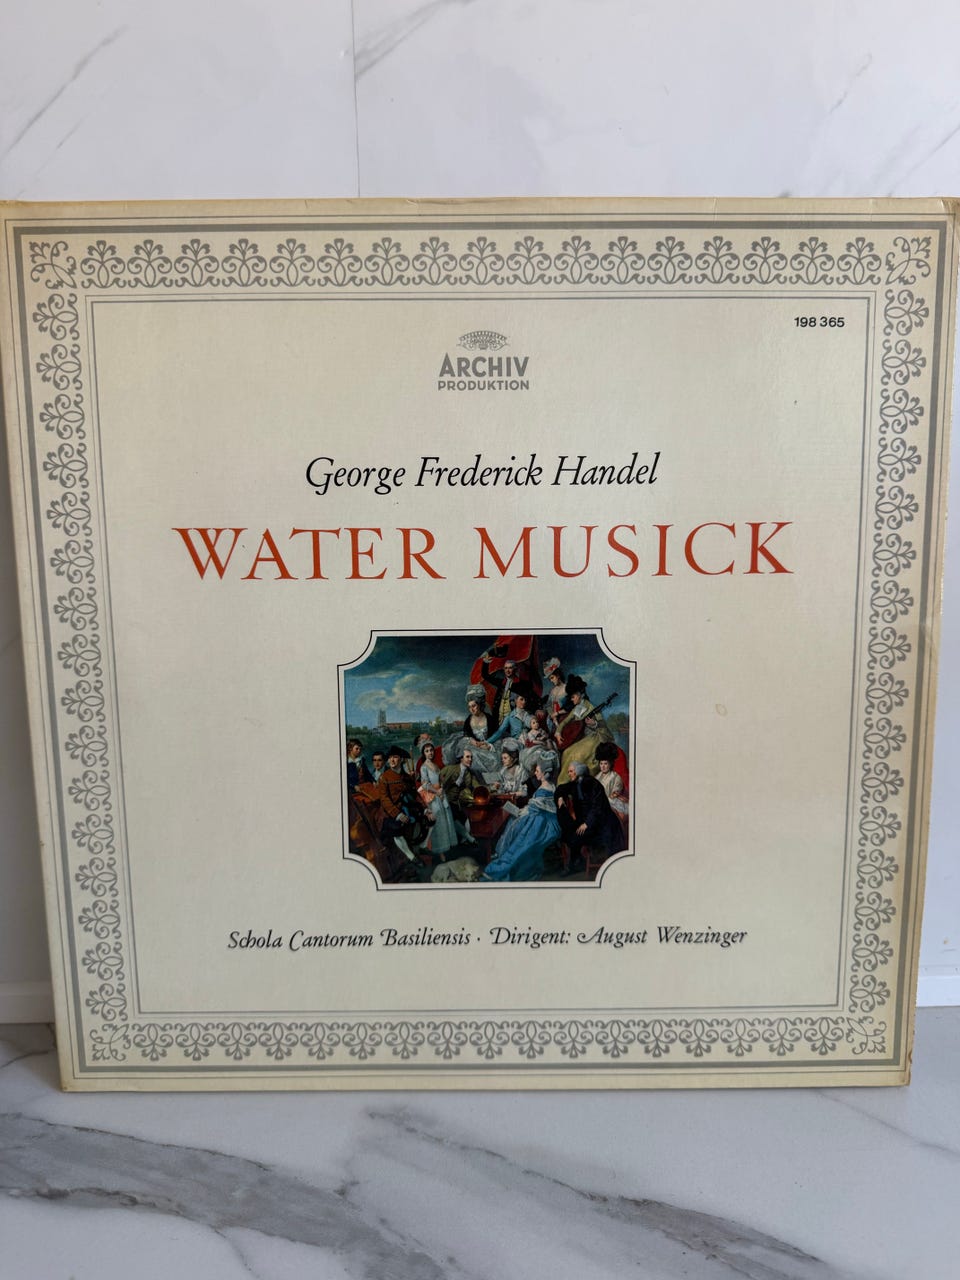 198 365
ARCHIV
PRODUKTION
George Frederick Handel
WATER MUSICK
Schola Cantorum Basiliensis · Dirigent: August Wenzinger